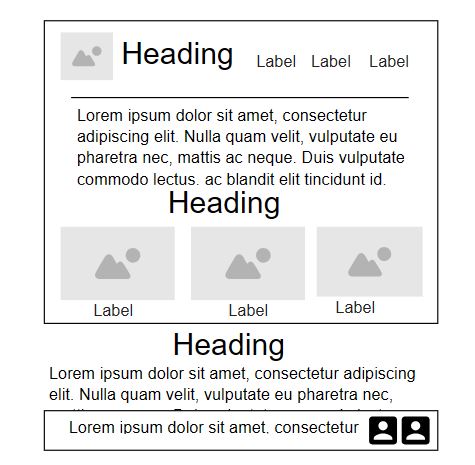 Heading
Label Label Label
Lorem ipsum dolor sit amet, consectetur
adipiscing elit. Nulla quam velit, vulputate eu
pharetra nec, mattis ac neque. Duis vulputate
commodo lectus, ac blandit elit tincidunt id.
Heading
Label Label Label
Heading
Lorem ipsum dolor sit amet, consectetur adipiscing
elit. Nulla quam velit, vulputate eu pharetra nec,
Lorem ipsum dolor sit amet, consectetur